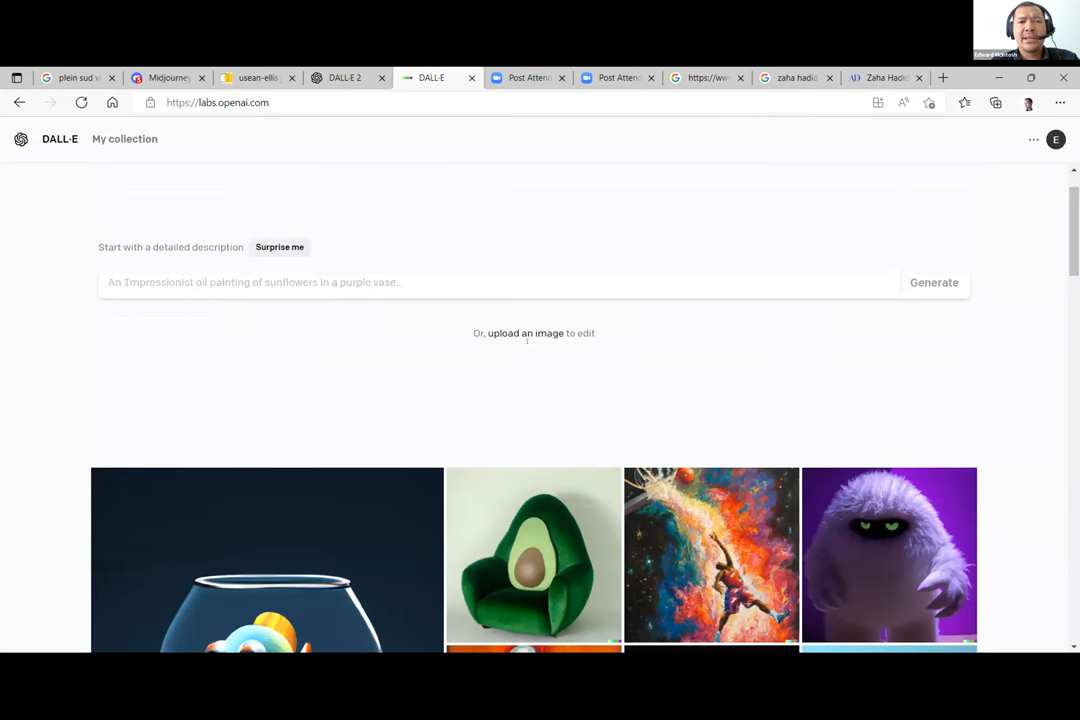 Edward McIntosh
plein sud v
Midjourney
usean-ellis
DALL·E 2
DALL·E
Post Attend
Post Attend
https://ww
zaha hadid
Zaha Hadid
https://labs.openai.com
DALL·E
My collection
E
Start with a detailed description
Surprise me
An Impressionist oil painting of sunflowers in a purple vase...
Generate
Or, upload an image to edit